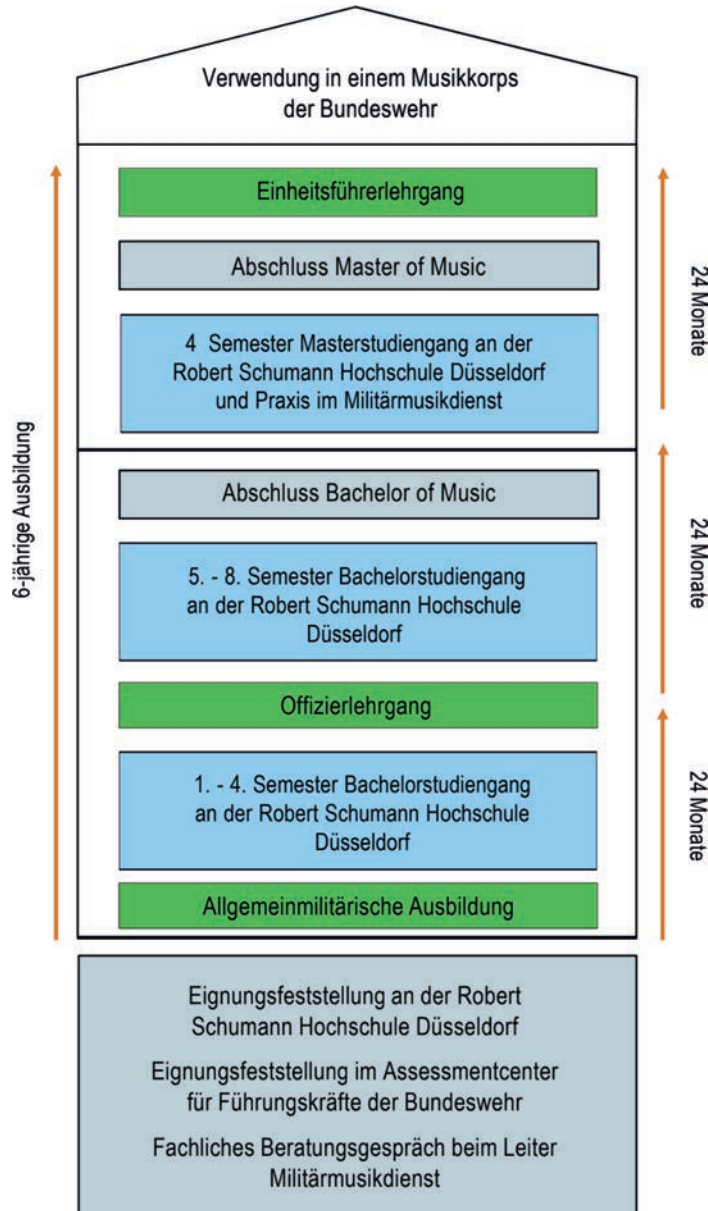 Verwendung in einem Musikkorps
der Bundeswehr
Einheitsführerlehrgang
Abschluss Master of Music
4 Semester Masterstudiengang an der
Robert Schumann Hochschule Düsseldorf
und Praxis im Militärmusikdienst
24 Monate
6-jährige Ausbildung
Abschluss Bachelor of Music
5. - 8. Semester Bachelorstudiengang
an der Robert Schumann Hochschule
Düsseldorf
24 Monate
Offizierlehrgang
1. - 4. Semester Bachelorstudiengang
an der Robert Schumann Hochschule
Düsseldorf
24 Monate
Allgemeinmilitärische Ausbildung
Eignungsfeststellung an der Robert
Schumann Hochschule Düsseldorf
Eignungsfeststellung im Assessmentcenter
für Führungskräfte der Bundeswehr
Fachliches Beratungsgespräch beim Leiter
Militärmusikdienst